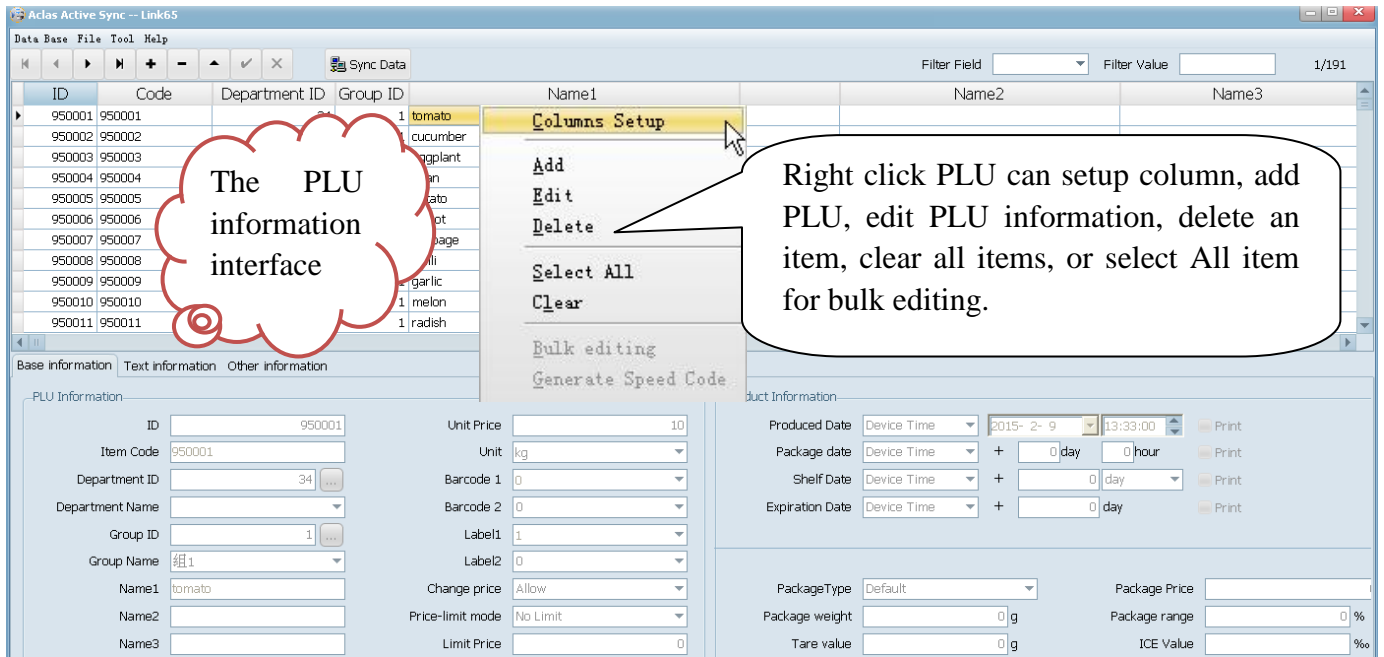 Aclas Active Sync -- Link65
Data Base File Tool Help
Sync Data Filter Field Filter Value 1/191
ID Code Department ID Group ID Name1 Name2 Name3
950001 950001 1 tomato
950002 950002 cucumber
950003 950003
950004 950004
950005 950005
950006 950006
950007 950007
950008 950008
950009 950009 garlic
950010 950010 1 melon
950011 950011 1 radish
The PLU
information
interface
Columns Setup
Add
Edit
Delete
Select All
Clear
Bulk editing
Generate Speed Code
Right click PLU can setup column, add
PLU, edit PLU information, delete an
item, clear all items, or select All item
for bulk editing.
Base information Text information Other information
PLU Information
ID 950001
Item Code 950001
Department ID 34 ...
Department Name
Group ID 1 ...
Group Name 组1
Name1 tomato
Name2
Name3
Unit Price 10
Unit kg
Barcode 1 0
Barcode 2 0
Label1 1
Label2 0
Change price Allow
Price-limit mode No Limit
Limit Price 0
duct Information
Produced Date Device Time 2015- 2- 9 13:33:00 Print
Package date Device Time + 0 day 0 hour Print
Shelf Date Device Time + 0 day Print
Expiration Date Device Time + 0 day Print
PackageType Default Package Price
Package weight 0 g Package range 0 %
Tare value 0 g ICE Value ‰